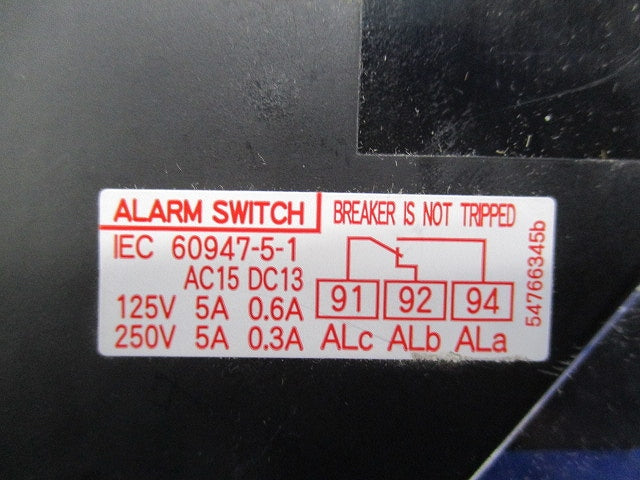 ALARM SWITCH
BREAKER IS NOT TRIPPED
IEC 60947-5-1
AC15 DC13
125V 5A 0.6A
250V 5A 0.3A
91 92 94
ALc ALb ALa
54766345b